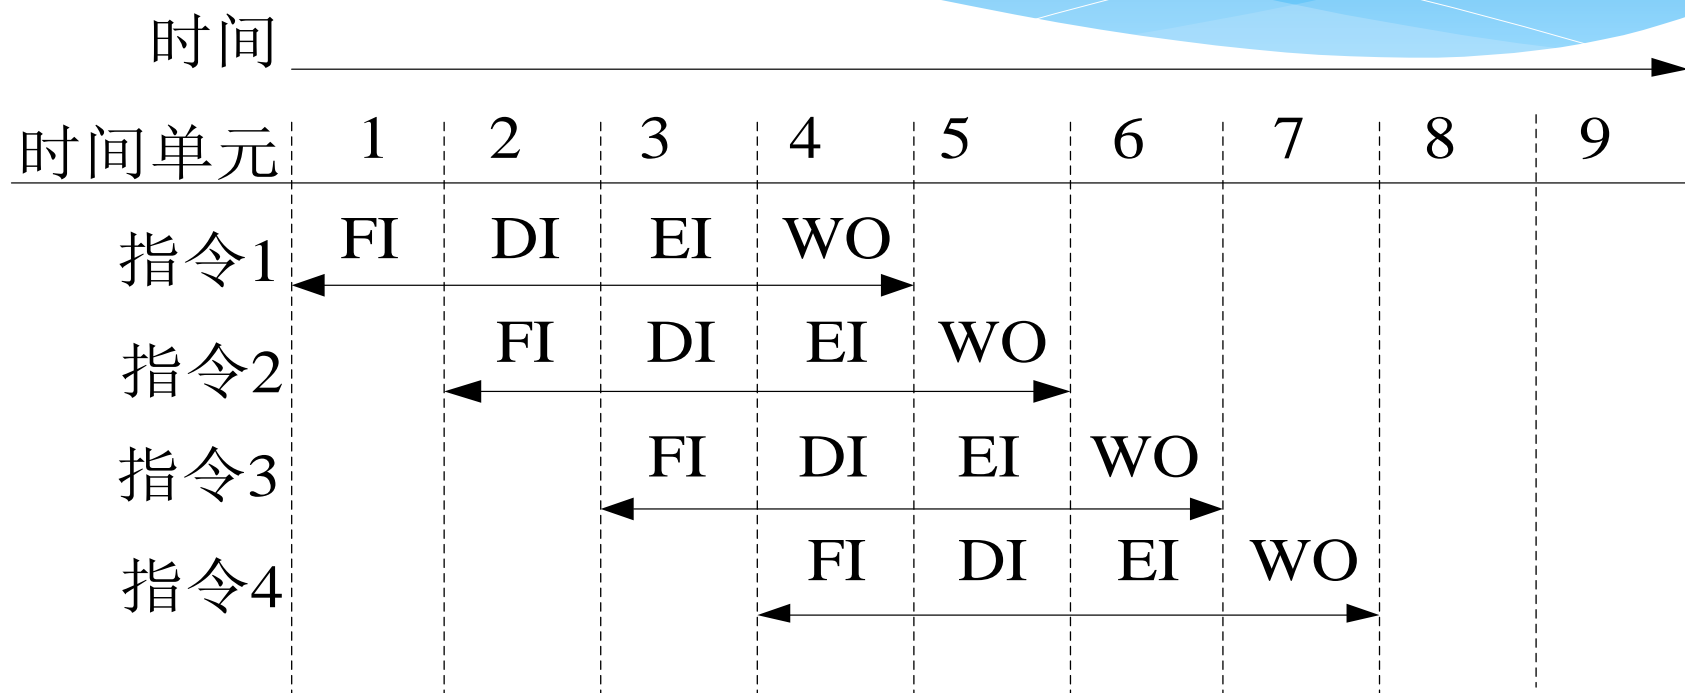 时间
时间单元 1 2 3 4 5 6 7 8 9
指令1 FI DI EI WO
指令2 FI DI EI WO
指令3 FI DI EI WO
指令4 FI DI EI WO